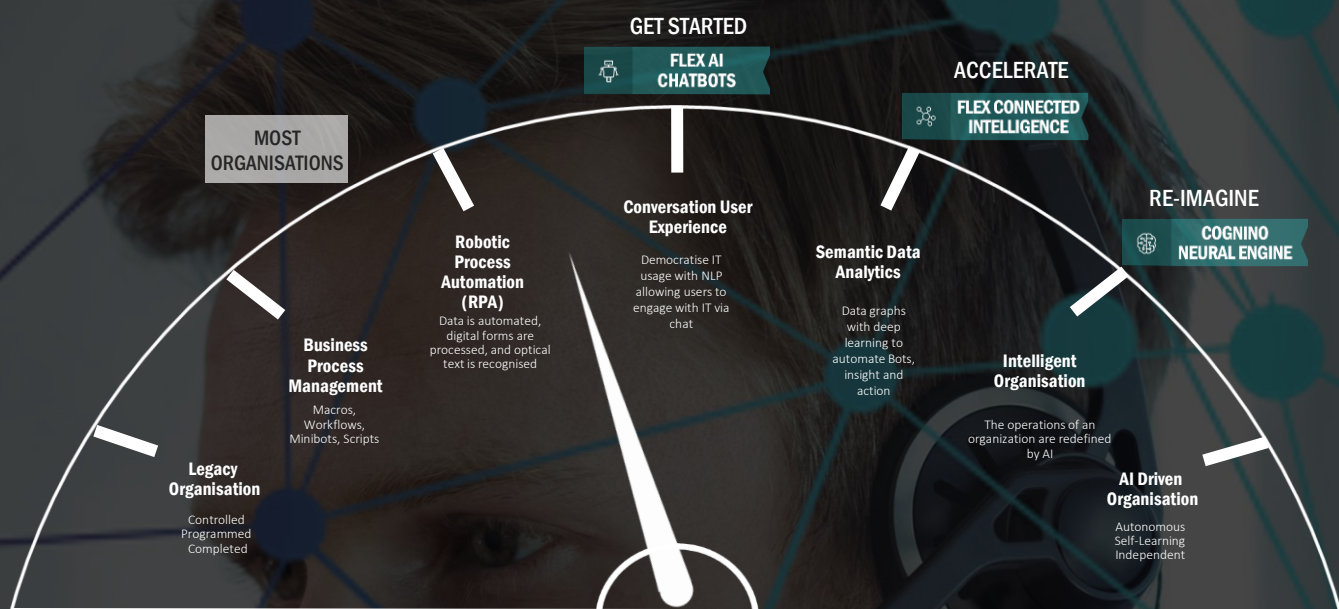 GET STARTED
FLEX AI
CHATBOTS
ACCELERATE
FLEX CONNECTED
INTELLIGENCE
RE-IMAGINE
COGNINO
NEURAL ENGINE
MOST
ORGANISATIONS
Legacy
Organisation
Controlled
Programmed
Completed
Business
Process
Management
Macros,
Workflows,
Minibots, Scripts
Robotic
Process
Automation
(RPA)
Data is automated,
digital forms are
processed, and optical
text is recognised
Conversation User
Experience
Democratise IT
usage with NLP
allowing users to
engage with IT via
chat
Semantic Data
Analytics
Data graphs
with deep
learning to
automate Bots,
insight and
action
Intelligent
Organisation
The operations of an
organization are redefined
by AI
AI Driven
Organisation
Autonomous
Self-Learning
Independent